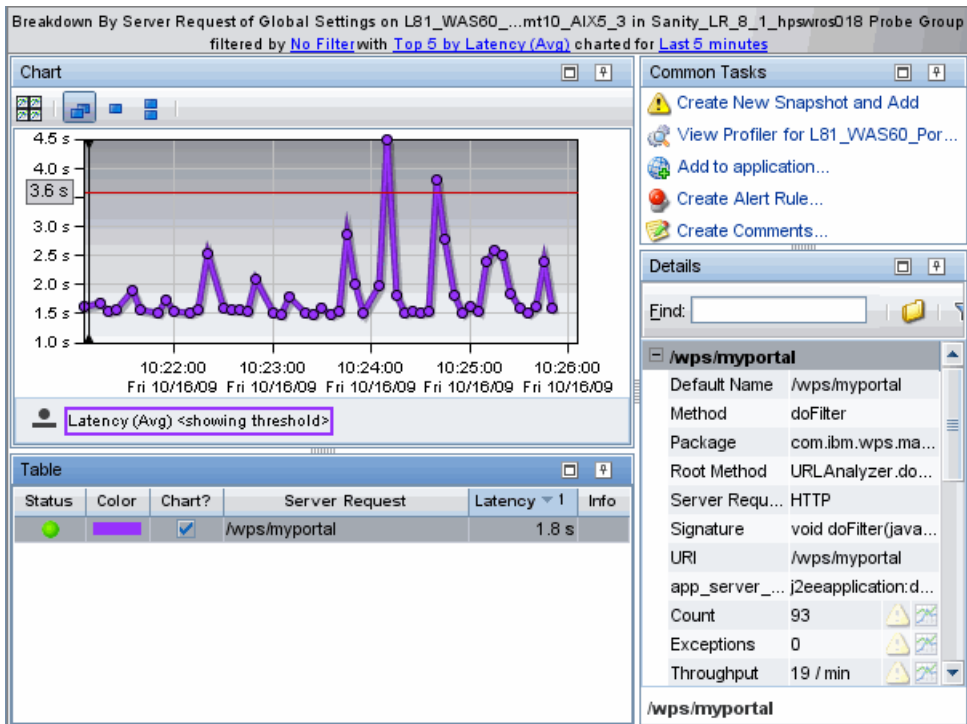 Breakdown By Server Request of Global Settings on L81_WAS60_...mt10_AIX5_3 in Sanity_LR_8_1_hpswros018 Probe Group
filtered by No Filter with Top 5 by Latency (Avg) charted for Last 5 minutes
Chart
4.5 s
4.0 s
3.6 s
3.0 s
2.5 s
2.0 s
1.5 s
1.0 s
10:22:00 10:23:00 10:24:00 10:25:00 10:26:00
Fri 10/16/09 Fri 10/16/09 Fri 10/16/09 Fri 10/16/09 Fri 10/16/09
Latency (Avg) <showing threshold>
Table
Status Color Chart? Server Request Latency 1 Info
/wps/myportal 1.8 s
Common Tasks
Create New Snapshot and Add
View Profiler for L81_WAS60_Por...
Add to application...
Create Alert Rule...
Create Comments...
Details
Find:
/wps/myportal
Default Name /wps/myportal
Method doFilter
Package com.ibm.wps.ma...
Root Method URLAnalyzer.do...
Server Requ... HTTP
Signature void doFilter(java...
URI /wps/myportal
app_server_... j2eeapplication:d...
Count 93
Exceptions 0
Throughput 19 / min
/wps/myportal